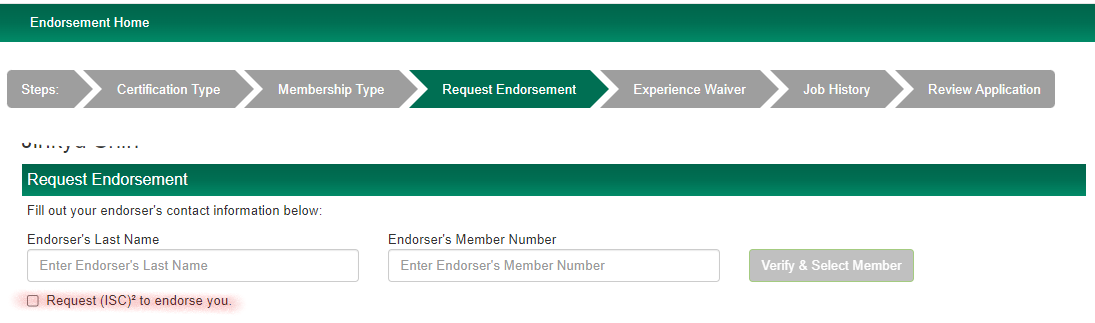 Endorsement Home
Steps: Certification Type Membership Type Request Endorsement Experience Waiver Job History Review Application
Request Endorsement
Fill out your endorser's contact information below:
Endorser's Last Name Endorser's Member Number
Enter Endorser's Last Name Enter Endorser's Member Number Verify & Select Member
Request (ISC)² to endorse you.